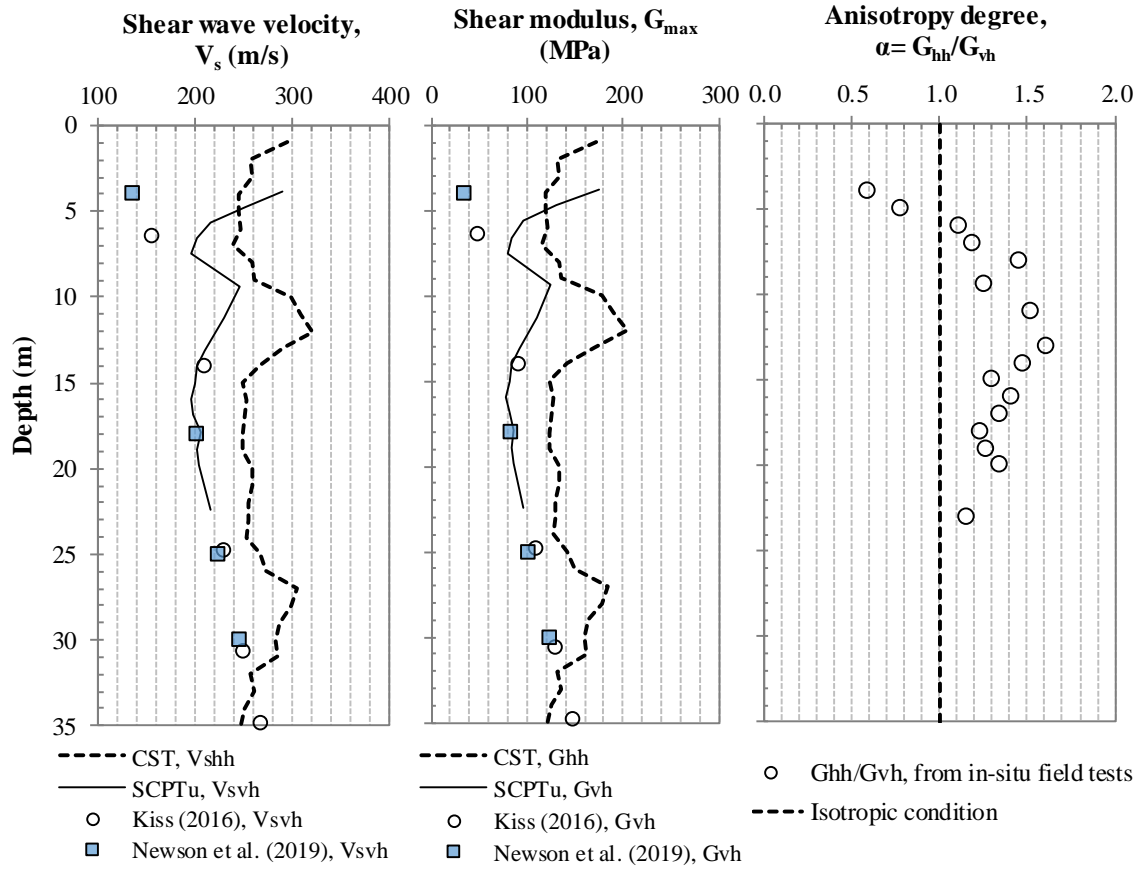 Shear wave velocity,
Vs (m/s)
Shear modulus, Gmax
(MPa)
Anisotropy degree,
α= Ghh/Gvh
100 200 300 400
0 100 200 300
0.0 0.5 1.0 1.5 2.0
Depth (m)
0
5
10
15
20
25
30
35
CST, Vshh
SCPTu, Vsvh
Kiss (2016), Vsvh
Newson et al. (2019), Vsvh
CST, Ghh
SCPTu, Gvh
Kiss (2016), Gvh
Newson et al. (2019), Gvh
Ghh/Gvh, from in-situ field tests
Isotropic condition